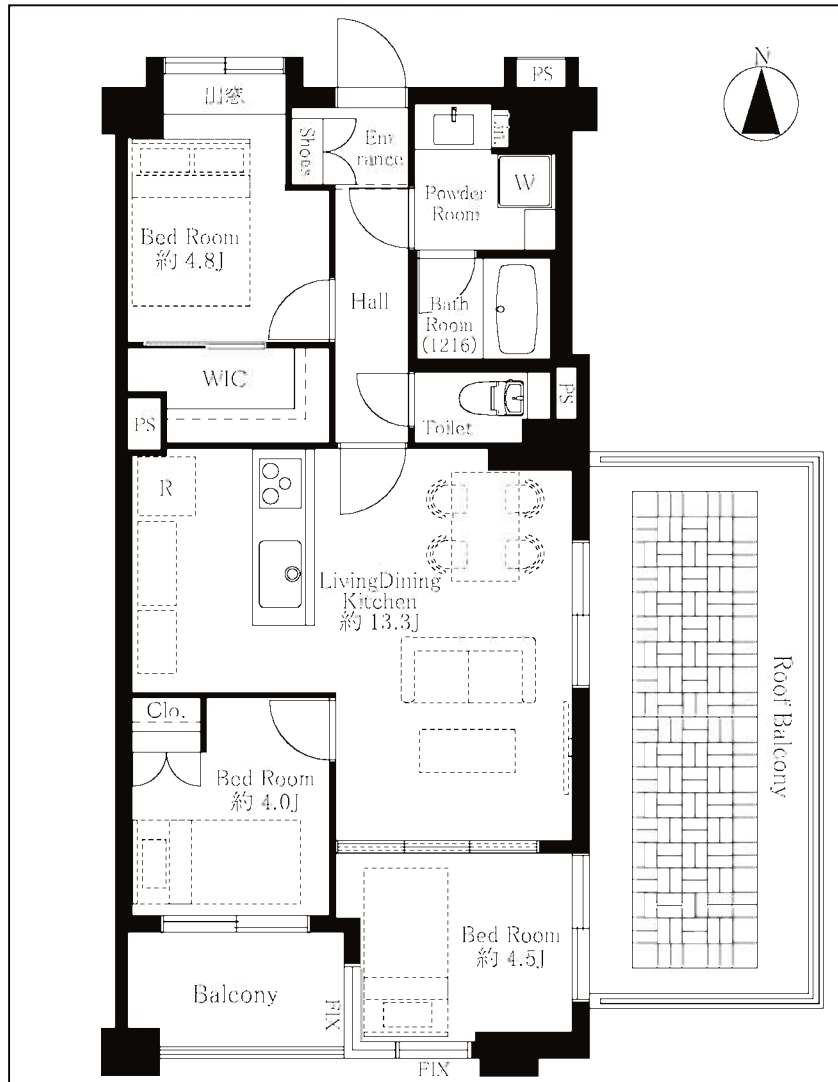 N
PS
出窓
Shoes
Ent
rance
Lin.
W
Powder
Room
Bed Room
約 4.8J
Hall
Bath
Room
(1216)
WIC
PS
Toilet
PS
R
LivingDining
Kitchen
約 13.3J
Roof Balcony
Clo.
Bed Room
約 4.0J
Bed Room
約 4.5J
Balcony
FIX
FIX